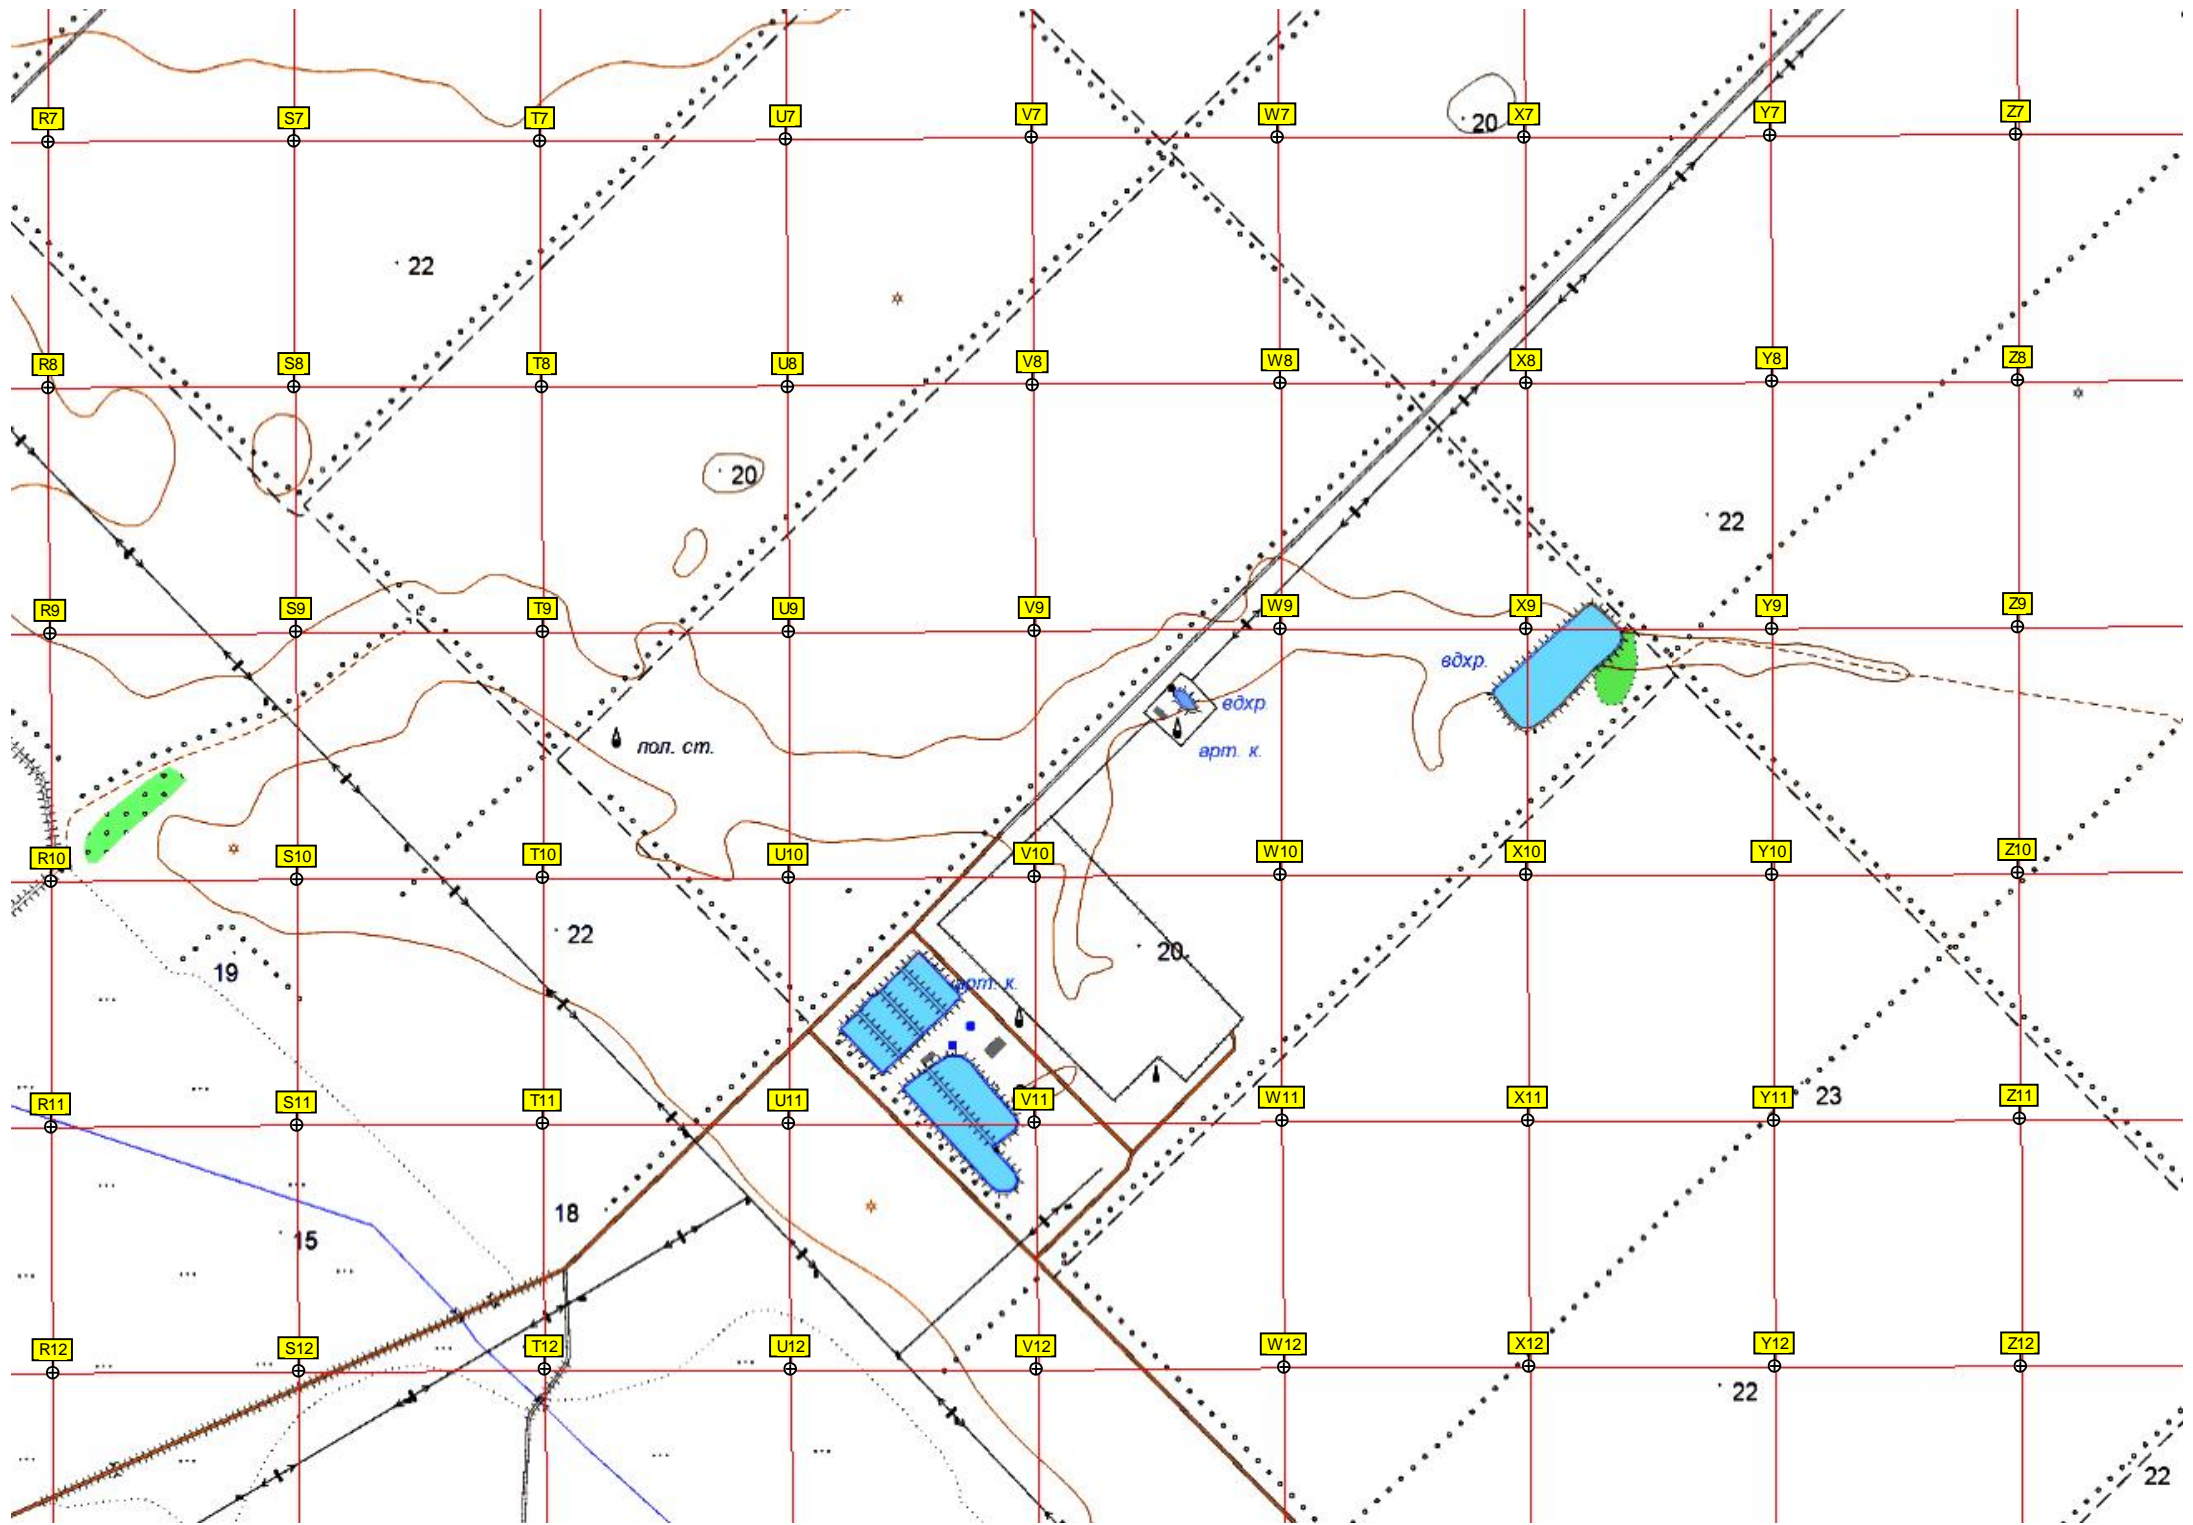 20
R7 S7 T7 U7 V7 W7 X7 Y7 Z7
22
R8 S8 T8 U8 V8 W8 X8 Y8 Z8
20
22
R9 S9 T9 U9 V9 W9 X9 Y9 Z9
вдхр.
вдхр.
пол. ст.
арт. к.
R10 S10 T10 U10 V10 W10 X10 Y10 Z10
22
20
19
арт. к.
23
R11 S11 T11 U11 V11 W11 X11 Y11 Z11
18
15
R12 S12 T12 U12 V12 W12 X12 Y12 Z12
22
22